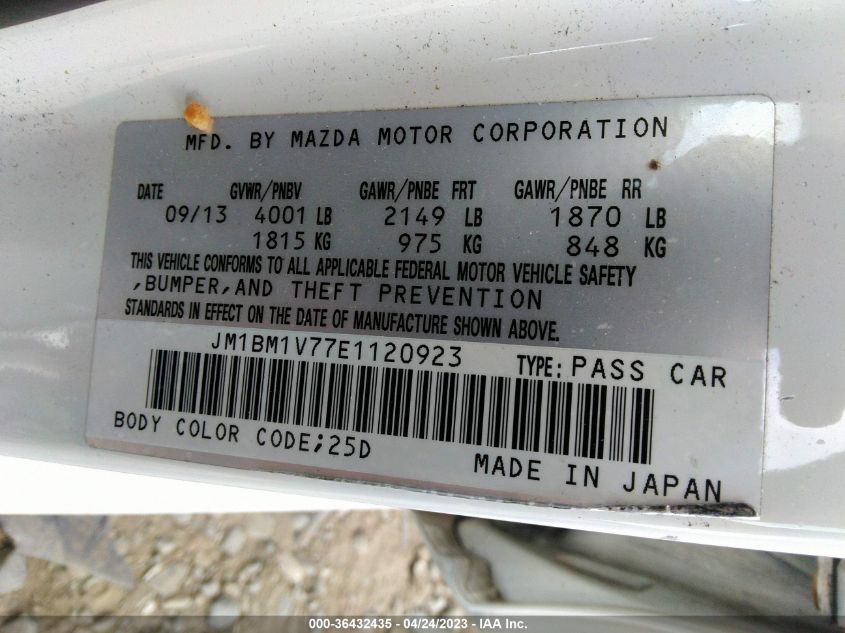 MFD. BY MAZDA MOTOR CORPORATION
DATE GVWR/PNBV GAWR/PNBE FRT GAWR/PNBE RR
09/13 4001 LB 2149 LB 1870 LB
1815 KG 975 KG 848 KG
THIS VEHICLE CONFORMS TO ALL APPLICABLE FEDERAL MOTOR VEHICLE SAFETY
,BUMPER,AND THEFT PREVENTION
STANDARDS IN EFFECT ON THE DATE OF MANUFACTURE SHOWN ABOVE.
JM1BM1V77E1120923 TYPE: PASS CAR
BODY COLOR CODE;25D
MADE IN JAPAN
000-36432435 - 04/24/2023 - © IAA Inc.